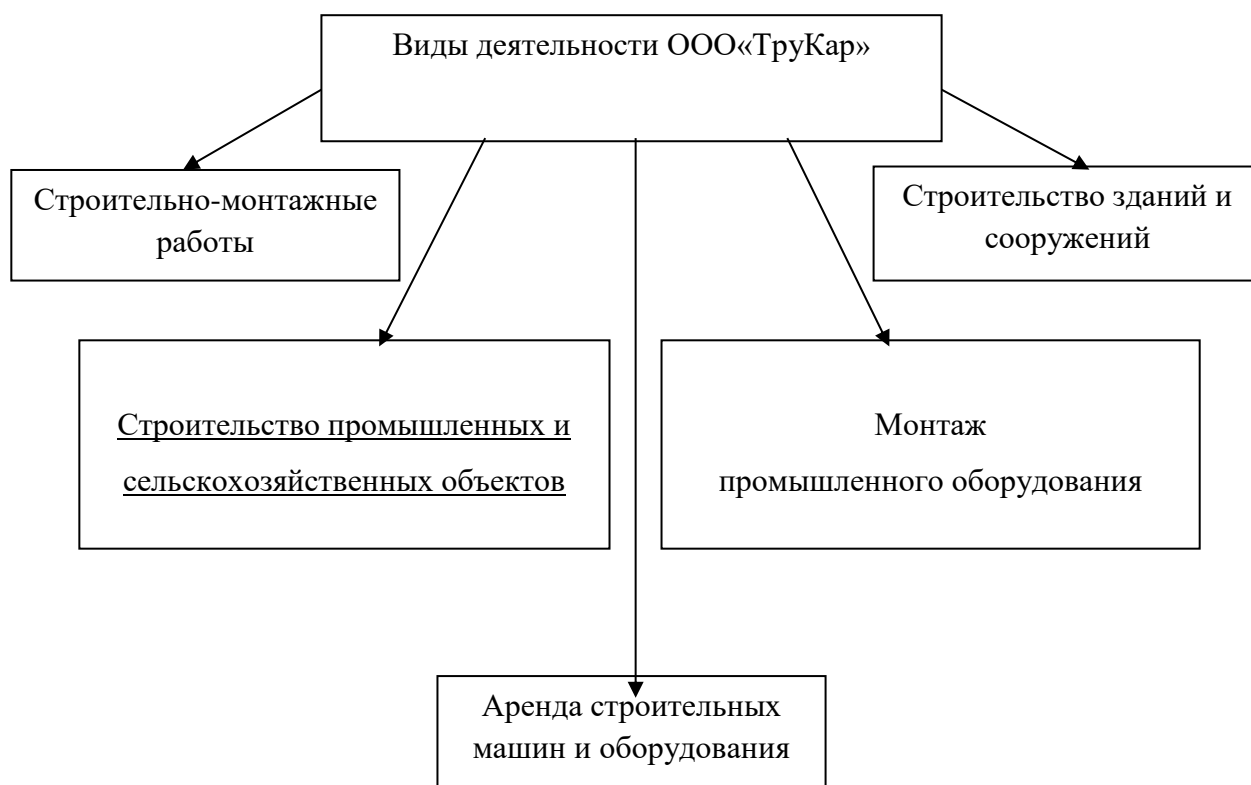 Виды деятельности ООО«ТруКар»
Строительно-монтажные
работы
Строительство зданий и
сооружений
Строительство промышленных и
сельскохозяйственных объектов
Монтаж
промышленного оборудования
Аренда строительных
машин и оборудования